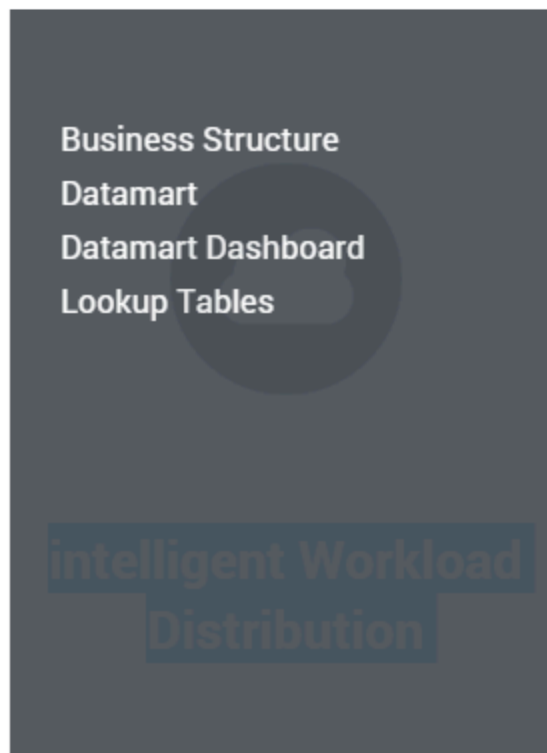 Business Structure
Datamart
Datamart Dashboard
Lookup Tables
intelligent Workload
Distribution